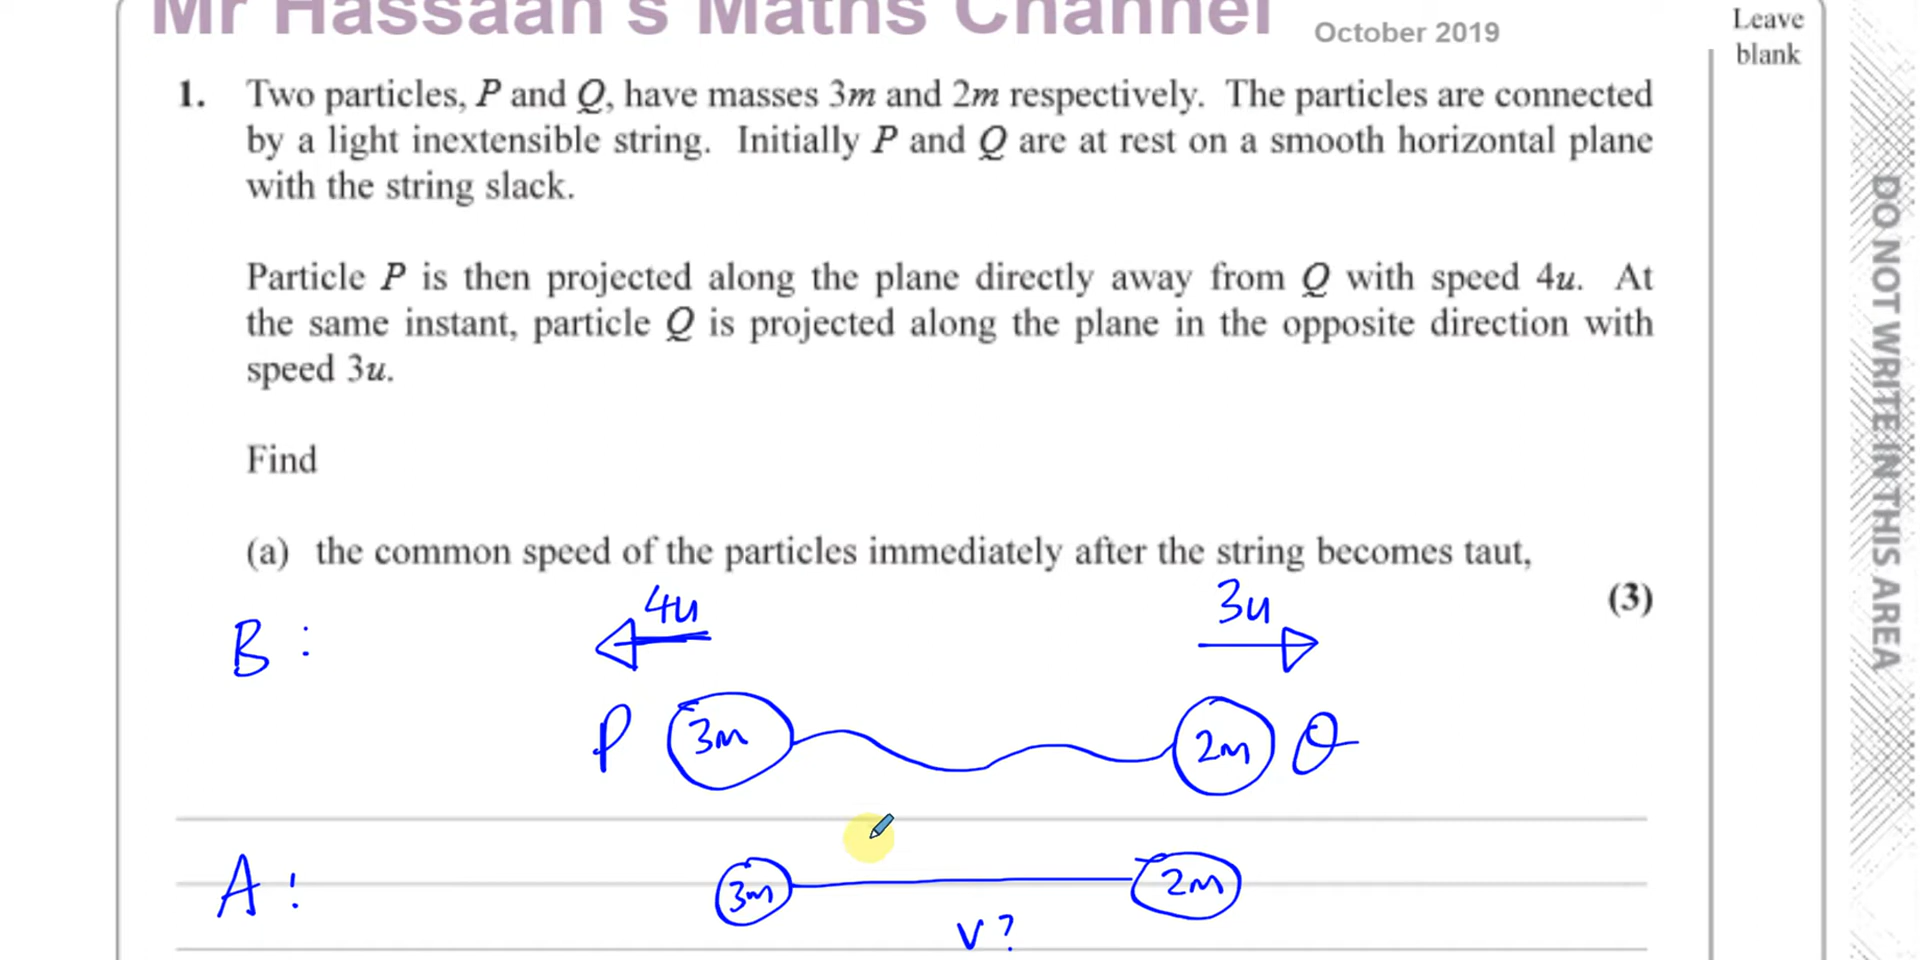 Mr Hassaan's Maths Channel
October 2019
Leave
blank
1. Two particles, P and Q, have masses 3m and 2m respectively. The particles are connected
by a light inextensible string. Initially P and Q are at rest on a smooth horizontal plane
with the string slack.
Particle P is then projected along the plane directly away from Q with speed 4u. At
the same instant, particle Q is projected along the plane in the opposite direction with
speed 3u.
Find
(a) the common speed of the particles immediately after the string becomes taut,
(3)
4u
3u
B :
P 3m 2m Q
A :
3m 2m
v?
DO NOT WRITE IN THIS AREA